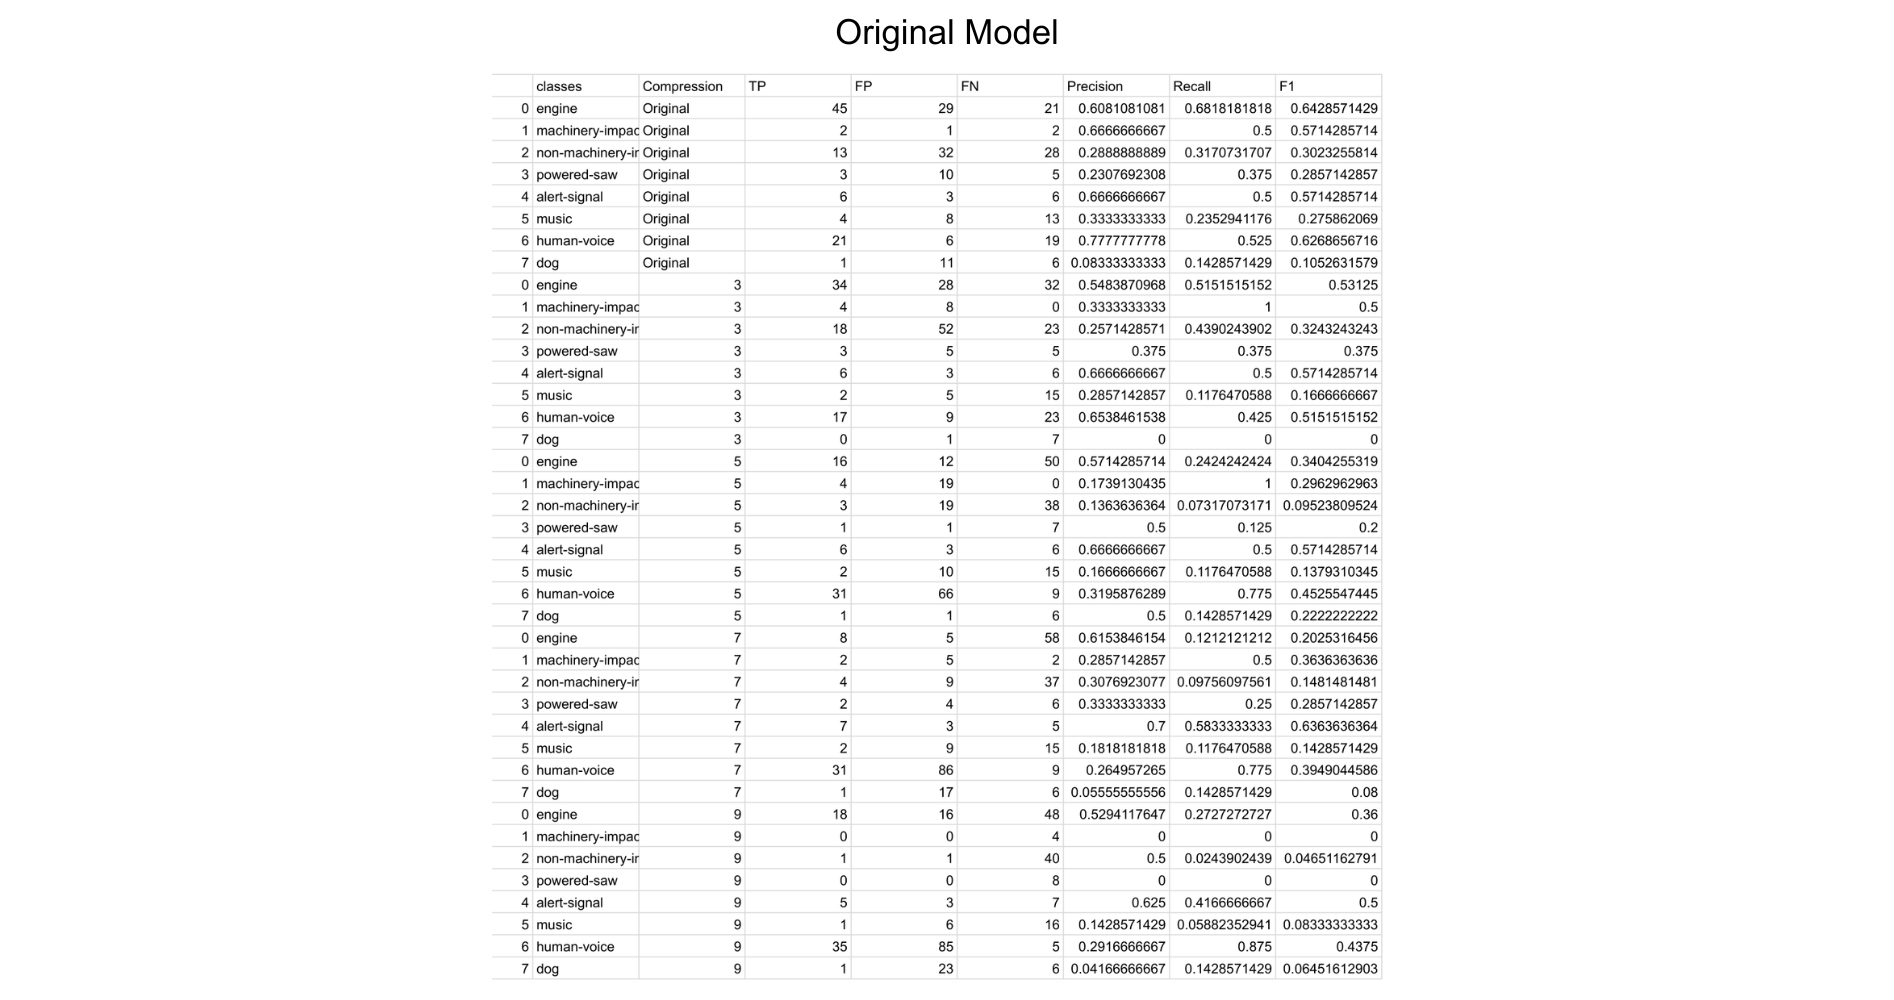 Original Model
classes Compression TP FP FN Precision Recall F1
0 engine Original 45 29 21 0.6081081081 0.6818181818 0.6428571429
1 machinery-impac Original 2 1 2 0.6666666667 0.5 0.5714285714
2 non-machinery-ir Original 13 32 28 0.2888888889 0.3170731707 0.3023255814
3 powered-saw Original 3 10 5 0.2307692308 0.375 0.2857142857
4 alert-signal Original 6 3 6 0.6666666667 0.5 0.5714285714
5 music Original 4 8 13 0.3333333333 0.2352941176 0.275862069
6 human-voice Original 21 6 19 0.7777777778 0.525 0.6268656716
7 dog Original 1 11 6 0.08333333333 0.1428571429 0.1052631579
0 engine 3 34 28 32 0.5483870968 0.5151515152 0.53125
1 machinery-impac 3 4 8 0 0.3333333333 1 0.5
2 non-machinery-ir 3 18 52 23 0.2571428571 0.4390243902 0.3243243243
3 powered-saw 3 3 5 5 0.375 0.375 0.375
4 alert-signal 3 6 3 6 0.6666666667 0.5 0.5714285714
5 music 3 2 5 15 0.2857142857 0.1176470588 0.1666666667
6 human-voice 3 17 9 23 0.6538461538 0.425 0.5151515152
7 dog 3 0 1 7 0 0 0
0 engine 5 16 12 50 0.5714285714 0.2424242424 0.3404255319
1 machinery-impac 5 4 19 0 0.1739130435 1 0.2962962963
2 non-machinery-ir 5 3 19 38 0.1363636364 0.07317073171 0.09523809524
3 powered-saw 5 1 1 7 0.5 0.125 0.2
4 alert-signal 5 6 3 6 0.6666666667 0.5 0.5714285714
5 music 5 2 10 15 0.1666666667 0.1176470588 0.1379310345
6 human-voice 5 31 66 9 0.3195876289 0.775 0.4525547445
7 dog 5 1 1 6 0.5 0.1428571429 0.2222222222
0 engine 7 8 5 58 0.6153846154 0.1212121212 0.2025316456
1 machinery-impac 7 2 5 2 0.2857142857 0.5 0.3636363636
2 non-machinery-ir 7 4 9 37 0.3076923077 0.09756097561 0.1481481481
3 powered-saw 7 2 4 6 0.3333333333 0.25 0.2857142857
4 alert-signal 7 7 3 5 0.7 0.5833333333 0.6363636364
5 music 7 2 9 15 0.1818181818 0.1176470588 0.1428571429
6 human-voice 7 31 86 9 0.264957265 0.775 0.3949044586
7 dog 7 1 17 6 0.05555555556 0.1428571429 0.08
0 engine 9 18 16 48 0.5294117647 0.2727272727 0.36
1 machinery-impac 9 0 0 4 0 0 0
2 non-machinery-ir 9 1 1 40 0.5 0.0243902439 0.04651162791
3 powered-saw 9 0 0 8 0 0 0
4 alert-signal 9 5 3 7 0.625 0.4166666667 0.5
5 music 9 1 6 16 0.1428571429 0.05882352941 0.08333333333
6 human-voice 9 35 85 5 0.2916666667 0.875 0.4375
7 dog 9 1 23 6 0.04166666667 0.1428571429 0.06451612903